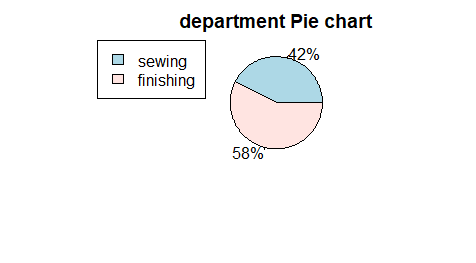 department Pie chart
sewing
finishing
42%
58%